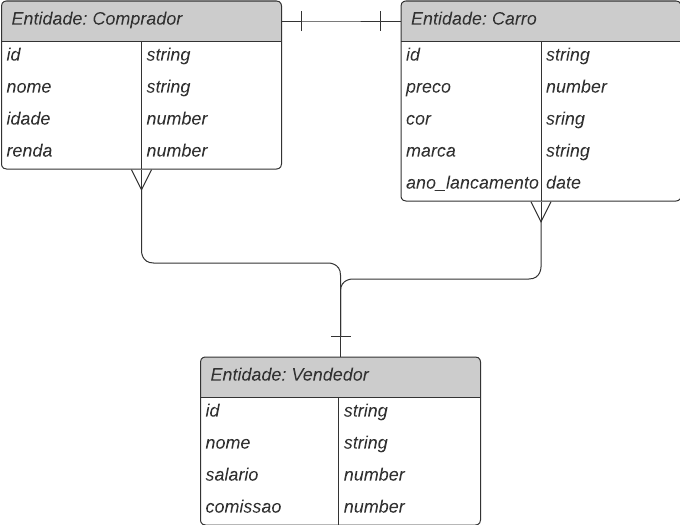 Entidade: Comprador
id string
nome string
idade number
renda number
Entidade: Carro
id string
preco number
cor sring
marca string
ano_lancamento date
Entidade: Vendedor
id string
nome string
salario number
comissao number